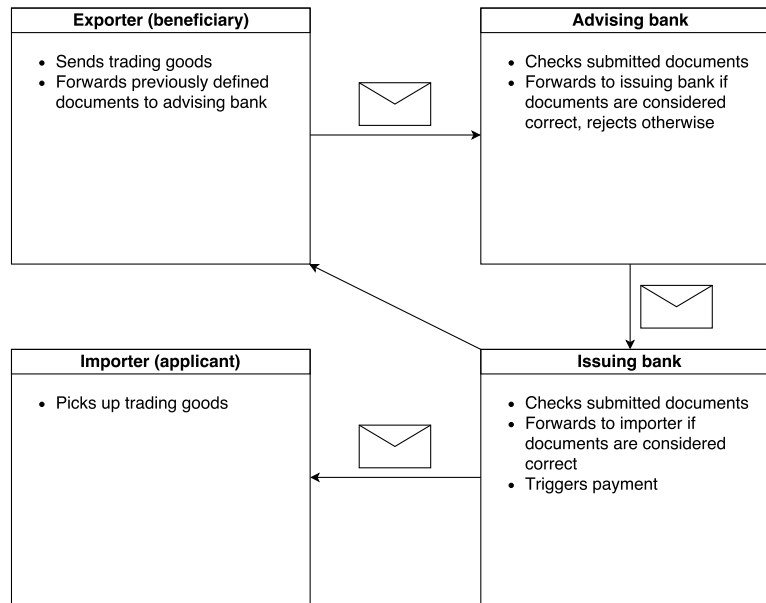 Exporter (beneficiary)
• Sends trading goods
• Forwards previously defined
documents to advising bank
Advising bank
• Checks submitted documents
• Forwards to issuing bank if
documents are considered
correct, rejects otherwise
Importer (applicant)
• Picks up trading goods
Issuing bank
• Checks submitted documents
• Forwards to importer if
documents are considered
correct
• Triggers payment